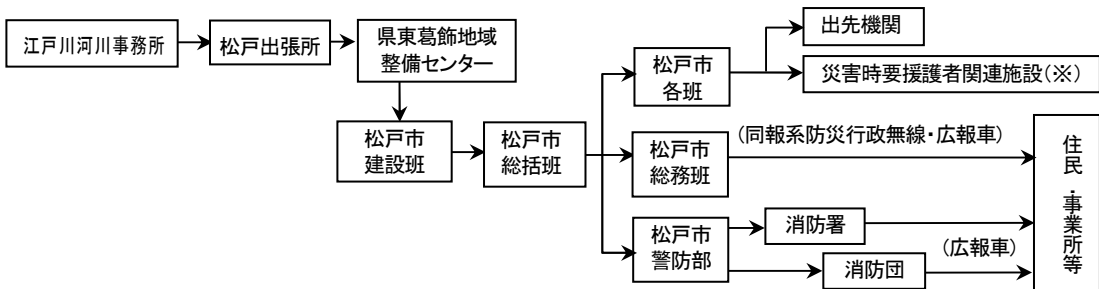 江戸川河川事務所
松戸出張所
県東葛飾地域
整備センター
松戸市
建設班
松戸市
総括班
松戸市
各班
出先機関
災害時要援護者関連施設(※)
松戸市
総務班
(同報系防災行政無線・広報車)
松戸市
警防部
消防署
消防団
(広報車)
住民・事業所等